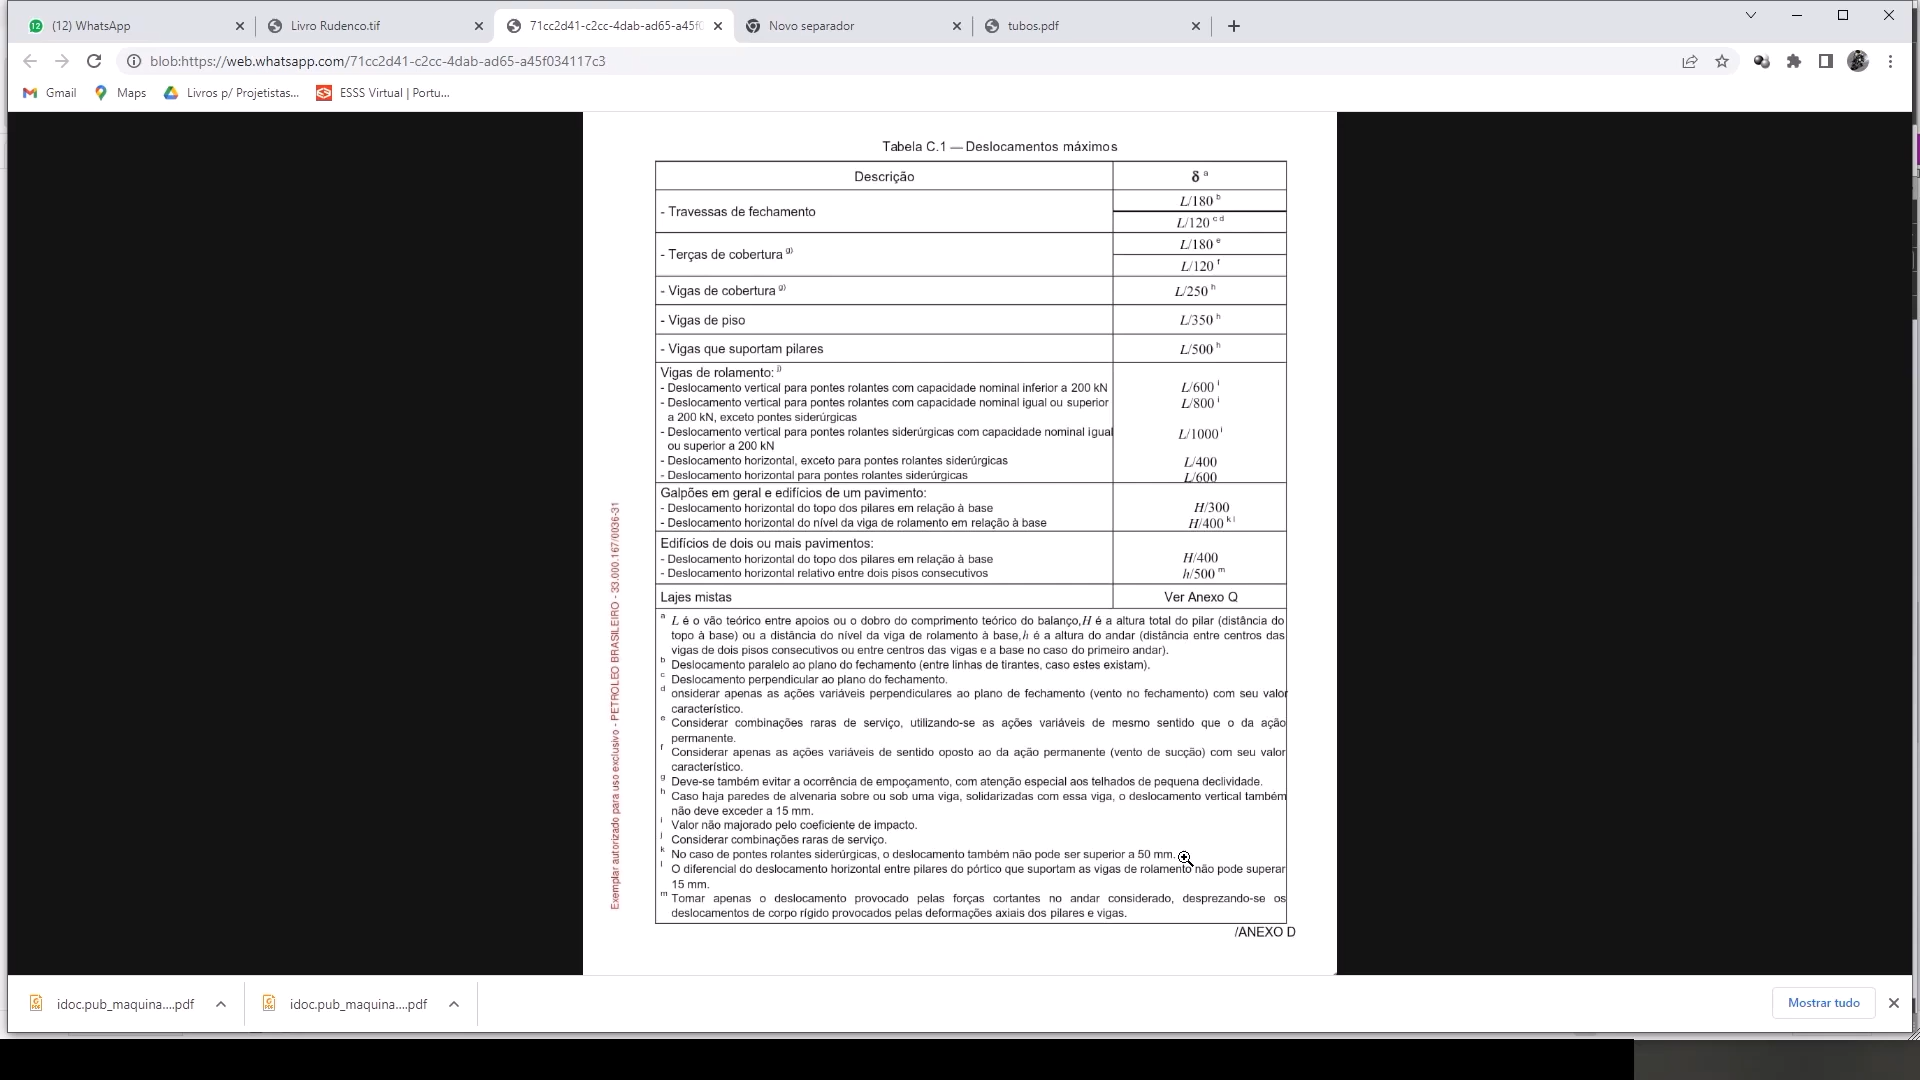 (12) WhatsApp
Livro Rudenco.tif
71cc2d41-c2cc-4dab-ad65-a45f0
Novo separador
tubos.pdf
blob:https://web.whatsapp.com/71cc2d41-c2cc-4dab-ad65-a45f034117c3
Gmail
Maps
Livros p/ Projetistas...
ESSS Virtual | Portu...
Tabela C.1 — Deslocamentos máximos
Descrição δ a
- Travessas de fechamento L/180 b
L/120 c d
- Terças de cobertura g) L/180 e
L/120 f
- Vigas de cobertura g) L/250 h
- Vigas de piso L/350 h
- Vigas que suportam pilares L/500 h
Vigas de rolamento: j)
- Deslocamento vertical para pontes rolantes com capacidade nominal inferior a 200 kN L/600 i
- Deslocamento vertical para pontes rolantes com capacidade nominal igual ou superior L/800 i
a 200 kN, exceto pontes siderúrgicas
- Deslocamento vertical para pontes rolantes siderúrgicas com capacidade nominal igual L/1000 i
ou superior a 200 kN
- Deslocamento horizontal, exceto para pontes rolantes siderúrgicas L/400
- Deslocamento horizontal para pontes rolantes siderúrgicas L/600
Galpões em geral e edifícios de um pavimento:
- Deslocamento horizontal do topo dos pilares em relação à base H/300
- Deslocamento horizontal do nível da viga de rolamento em relação à base H/400 k l
Edifícios de dois ou mais pavimentos:
- Deslocamento horizontal do topo dos pilares em relação à base H/400
- Deslocamento horizontal relativo entre dois pisos consecutivos h/500 m
Lajes mistas Ver Anexo Q
a L é o vão teórico entre apoios ou o dobro do comprimento teórico do balanço, H é a altura total do pilar (distância do
topo à base) ou a distância do nível da viga de rolamento à base, h é a altura do andar (distância entre centros das
vigas de dois pisos consecutivos ou entre centros das vigas e a base no caso do primeiro andar).
b Deslocamento paralelo ao plano do fechamento (entre linhas de tirantes, caso estes existam).
c Deslocamento perpendicular ao plano do fechamento.
d onsiderar apenas as ações variáveis perpendiculares ao plano de fechamento (vento no fechamento) com seu valor
característico.
e Considerar combinações raras de serviço, utilizando-se as ações variáveis de mesmo sentido que o da ação
permanente.
f Considerar apenas as ações variáveis de sentido oposto ao da ação permanente (vento de sucção) com seu valor
característico.
g Deve-se também evitar a ocorrência de empoçamento, com atenção especial aos telhados de pequena declividade.
h Caso haja paredes de alvenaria sobre ou sob uma viga, solidarizadas com essa viga, o deslocamento vertical também
não deve exceder a 15 mm.
i Valor não majorado pelo coeficiente de impacto.
j Considerar combinações raras de serviço.
k No caso de pontes rolantes siderúrgicas, o deslocamento também não pode ser superior a 50 mm.
l O diferencial do deslocamento horizontal entre pilares do pórtico que suportam as vigas de rolamento não pode superar
15 mm.
m Tomar apenas o deslocamento provocado pelas forças cortantes no andar considerado, desprezando-se os
deslocamentos de corpo rígido provocados pelas deformações axiais dos pilares e vigas.
/ANEXO D
Exemplar autorizado para uso exclusivo - PETROLEO BRASILEIRO - 33.000.167/0036-31
idoc.pub_maquina....pdf
idoc.pub_maquina....pdf
Mostrar tudo